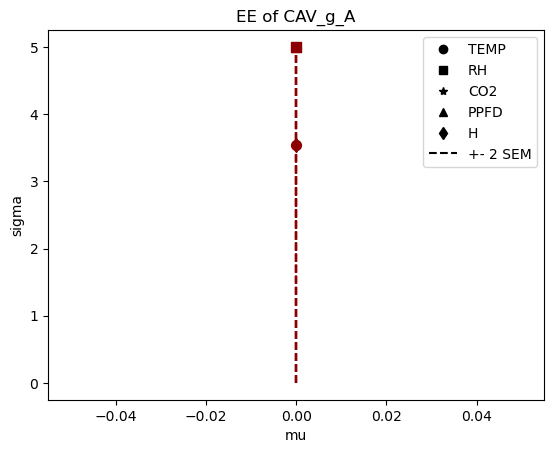 EE of CAV_g_A
TEMP
RH
CO2
PPFD
H
+- 2 SEM
5
4
3
2
1
0
sigma
−0.04
−0.02
0.00
0.02
0.04
mu